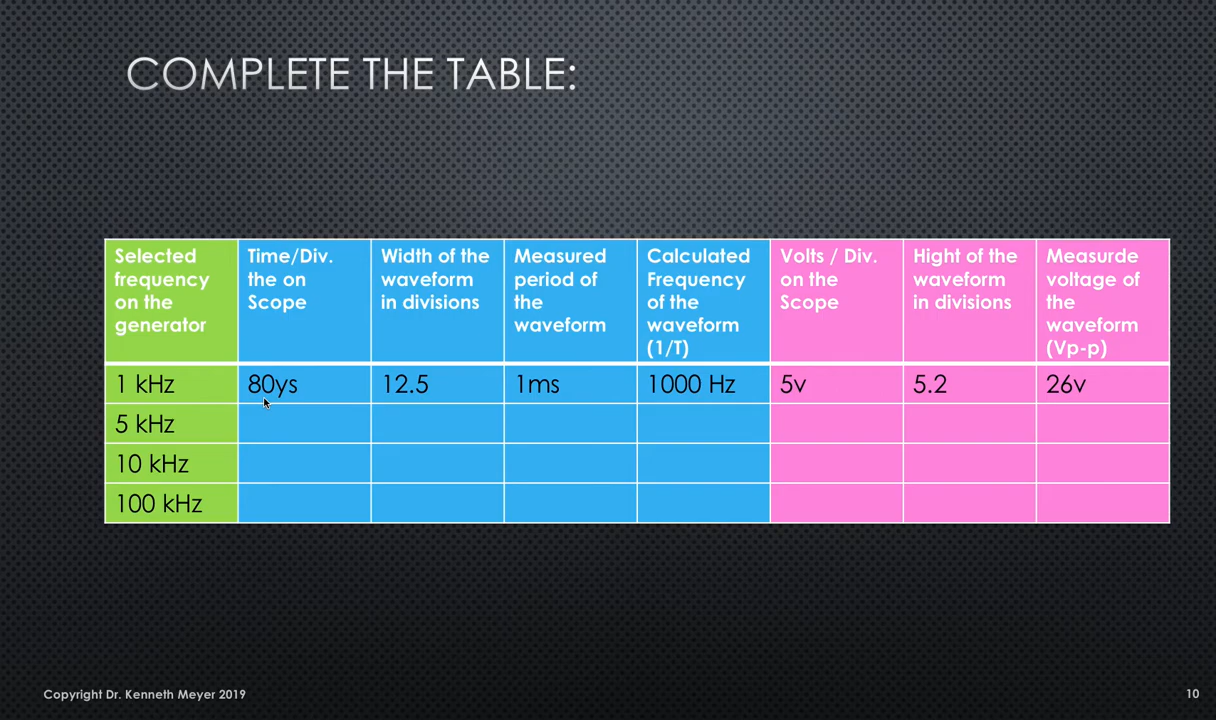 COMPLETE THE TABLE:
Selected
frequency
on the
generator
Time/Div.
the on
Scope
Width of the
waveform
in divisions
Measured
period of
the
waveform
Calculated
Frequency
of the
waveform
(1/T)
Volts / Div.
on the
Scope
Hight of the
waveform
in divisions
Measurde
voltage of
the
waveform
(Vp-p)
1 kHz 80ys 12.5 1ms 1000 Hz 5v 5.2 26v
5 kHz
10 kHz
100 kHz
Copyright Dr. Kenneth Meyer 2019 10